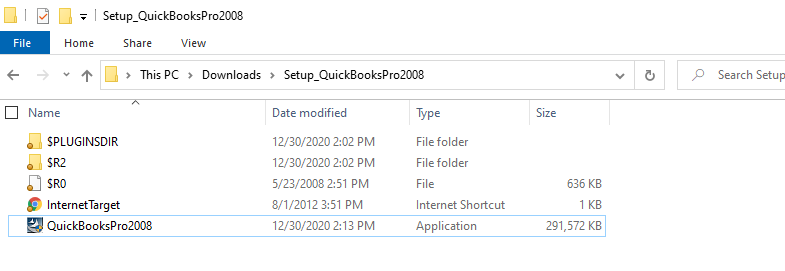 Setup_QuickBooksPro2008
File Home Share View
This PC Downloads Setup_QuickBooksPro2008 Search Setup
Name Date modified Type Size
$PLUGINSDIR 12/30/2020 2:02 PM File folder
$R2 12/30/2020 2:02 PM File folder
$R0 5/23/2008 2:51 PM File 636 KB
InternetTarget 8/1/2012 3:51 PM Internet Shortcut 1 KB
QuickBooksPro2008 12/30/2020 2:13 PM Application 291,572 KB